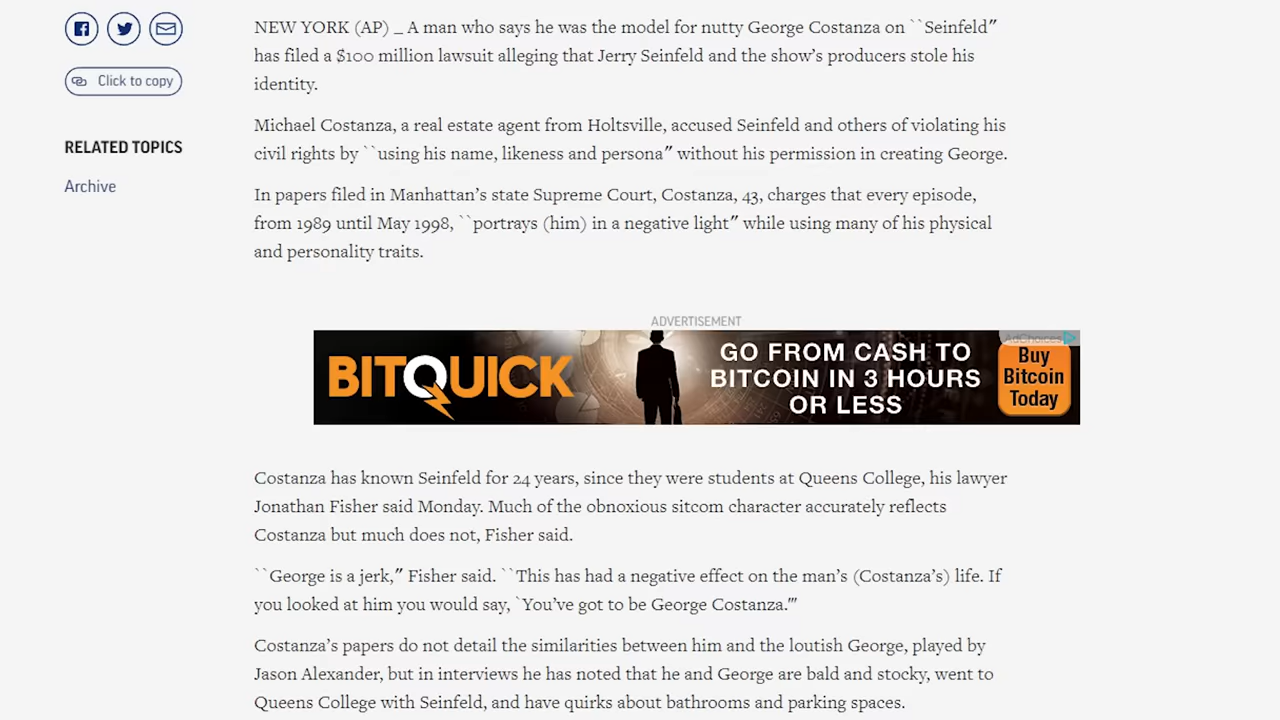 NEW YORK (AP) _ A man who says he was the model for nutty George Costanza on ``Seinfeld″
has filed a $100 million lawsuit alleging that Jerry Seinfeld and the show’s producers stole his
identity.
Click to copy
Michael Costanza, a real estate agent from Holtsville, accused Seinfeld and others of violating his
civil rights by ``using his name, likeness and persona″ without his permission in creating George.
RELATED TOPICS
Archive
In papers filed in Manhattan’s state Supreme Court, Costanza, 43, charges that every episode,
from 1989 until May 1998, ``portrays (him) in a negative light″ while using many of his physical
and personality traits.
ADVERTISEMENT
BITQUICK
GO FROM CASH TO
BITCOIN IN 3 HOURS
OR LESS
AdChoices
Buy
Bitcoin
Today
Costanza has known Seinfeld for 24 years, since they were students at Queens College, his lawyer
Jonathan Fisher said Monday. Much of the obnoxious sitcom character accurately reflects
Costanza but much does not, Fisher said.
``George is a jerk,″ Fisher said. ``This has had a negative effect on the man’s (Costanza’s) life. If
you looked at him you would say, `You’ve got to be George Costanza.‴
Costanza’s papers do not detail the similarities between him and the loutish George, played by
Jason Alexander, but in interviews he has noted that he and George are bald and stocky, went to
Queens College with Seinfeld, and have quirks about bathrooms and parking spaces.